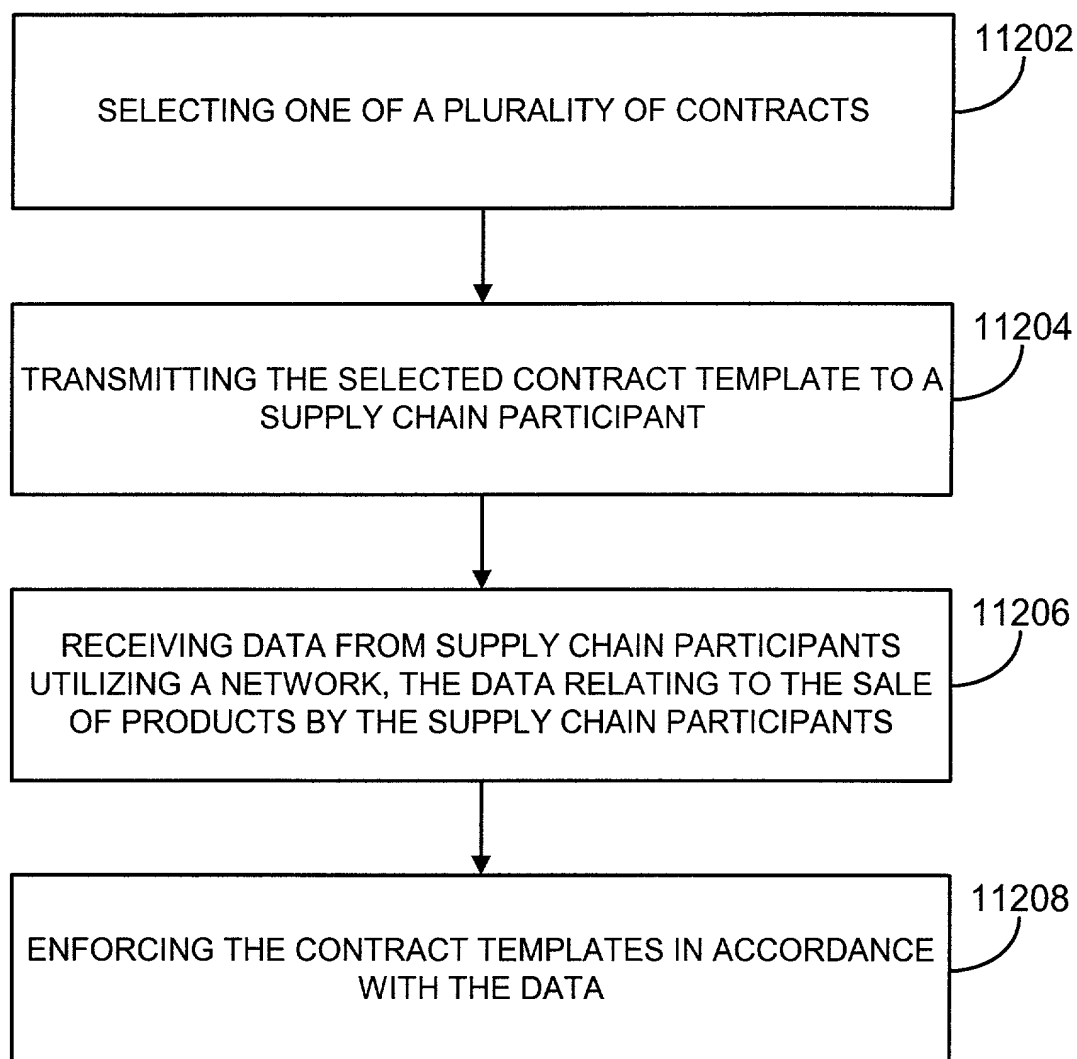 11202
SELECTING ONE OF A PLURALITY OF CONTRACTS
11204
TRANSMITTING THE SELECTED CONTRACT TEMPLATE TO A
SUPPLY CHAIN PARTICIPANT
11206
RECEIVING DATA FROM SUPPLY CHAIN PARTICIPANTS
UTILIZING A NETWORK, THE DATA RELATING TO THE SALE
OF PRODUCTS BY THE SUPPLY CHAIN PARTICIPANTS
11208
ENFORCING THE CONTRACT TEMPLATES IN ACCORDANCE
WITH THE DATA